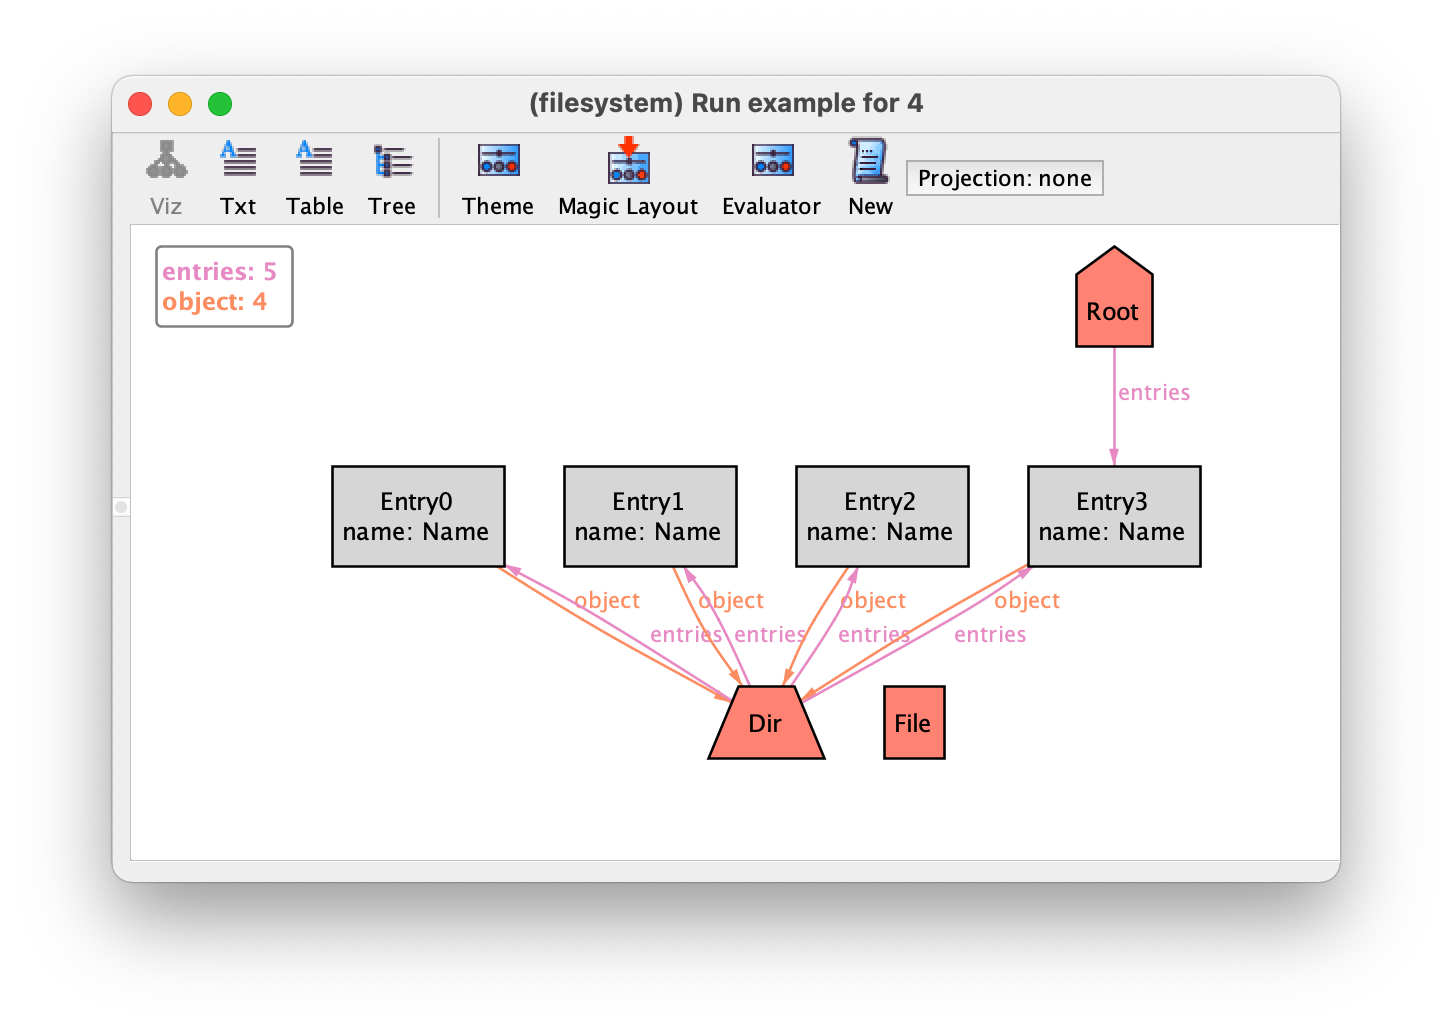 (filesystem) Run example for 4
Viz Txt Table Tree Theme Magic Layout Evaluator New Projection: none
entries: 5
object: 4
Root
entries
Entry0 Entry1 Entry2 Entry3
name: Name name: Name name: Name name: Name
object object object object
entries entries entries entries
Dir File